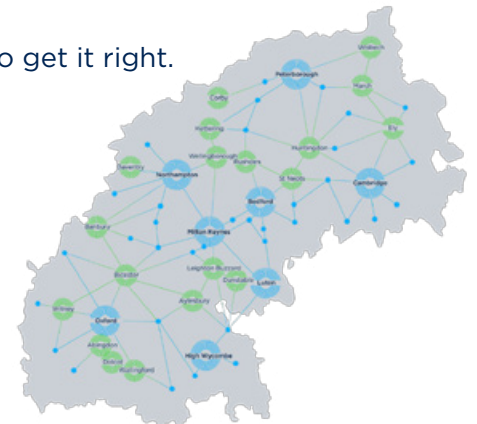 o get it right.
Wisbech
Peterborough
March
Corby
Kettering
Ely
Huntingdon
Wellingborough
Rushden
Daventry
Northampton
St Neots
Cambridge
Bedford
Banbury
Milton Keynes
Leighton Buzzard
Bicester
Dunstable
Luton
Aylesbury
Witney
Oxford
Abingdon
High Wycombe
Didcot
Wallingford